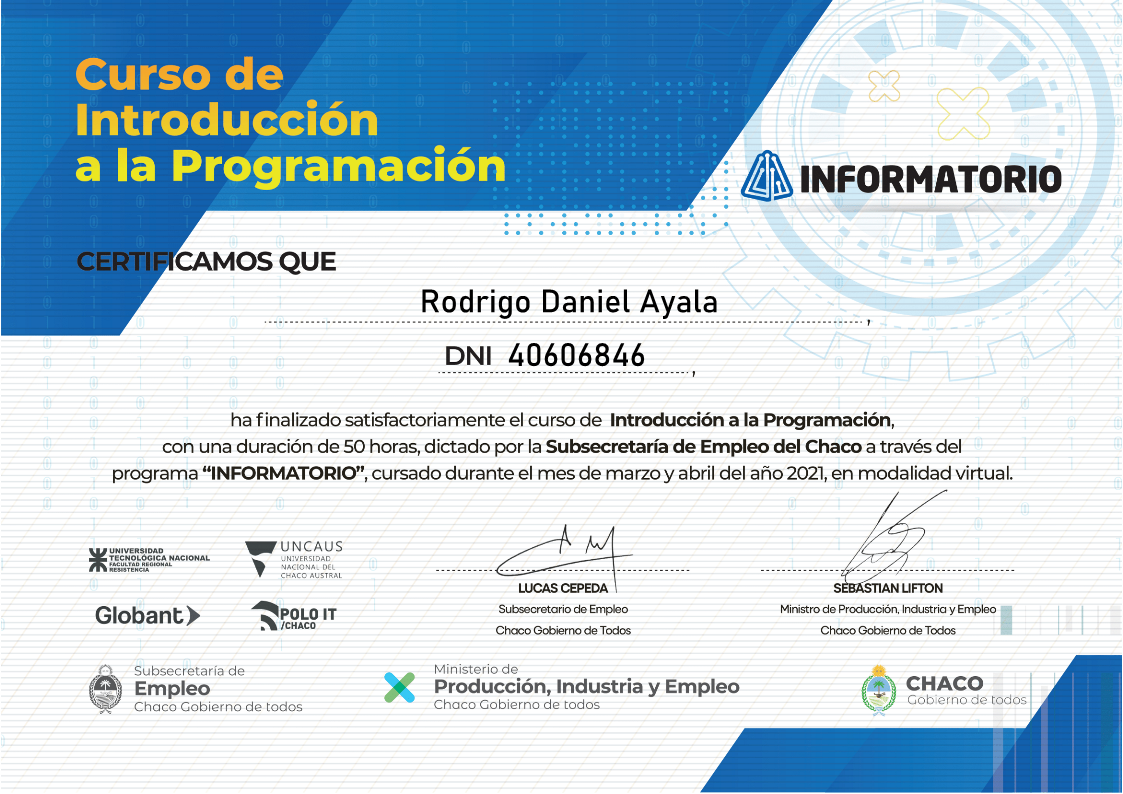 Curso de
Introducción
a la Programación
INFORMATORIO
CERTIFICAMOS QUE
Rodrigo Daniel Ayala,
DNI 40606846,
ha finalizado satisfactoriamente el curso de Introducción a la Programación,
con una duración de 50 horas, dictado por la Subsecretaría de Empleo del Chaco a través del
programa “INFORMATORIO”, cursado durante el mes de marzo y abril del año 2021, en modalidad virtual.
UNIVERSIDAD
TECNOLÓGICA NACIONAL
FACULTAD REGIONAL
RESISTENCIA
UNCAUS
UNIVERSIDAD
NACIONAL DEL
CHACO AUSTRAL
Globant
POLO IT
/CHACO
LUCAS CEPEDA
Subsecretario de Empleo
Chaco Gobierno de Todos
SEBASTIAN LIFTON
Ministro de Producción, Industria y Empleo
Chaco Gobierno de Todos
Subsecretaría de
Empleo
Chaco Gobierno de todos
Ministerio de
Producción, Industria y Empleo
Chaco Gobierno de todos
CHACO
Gobierno de todos